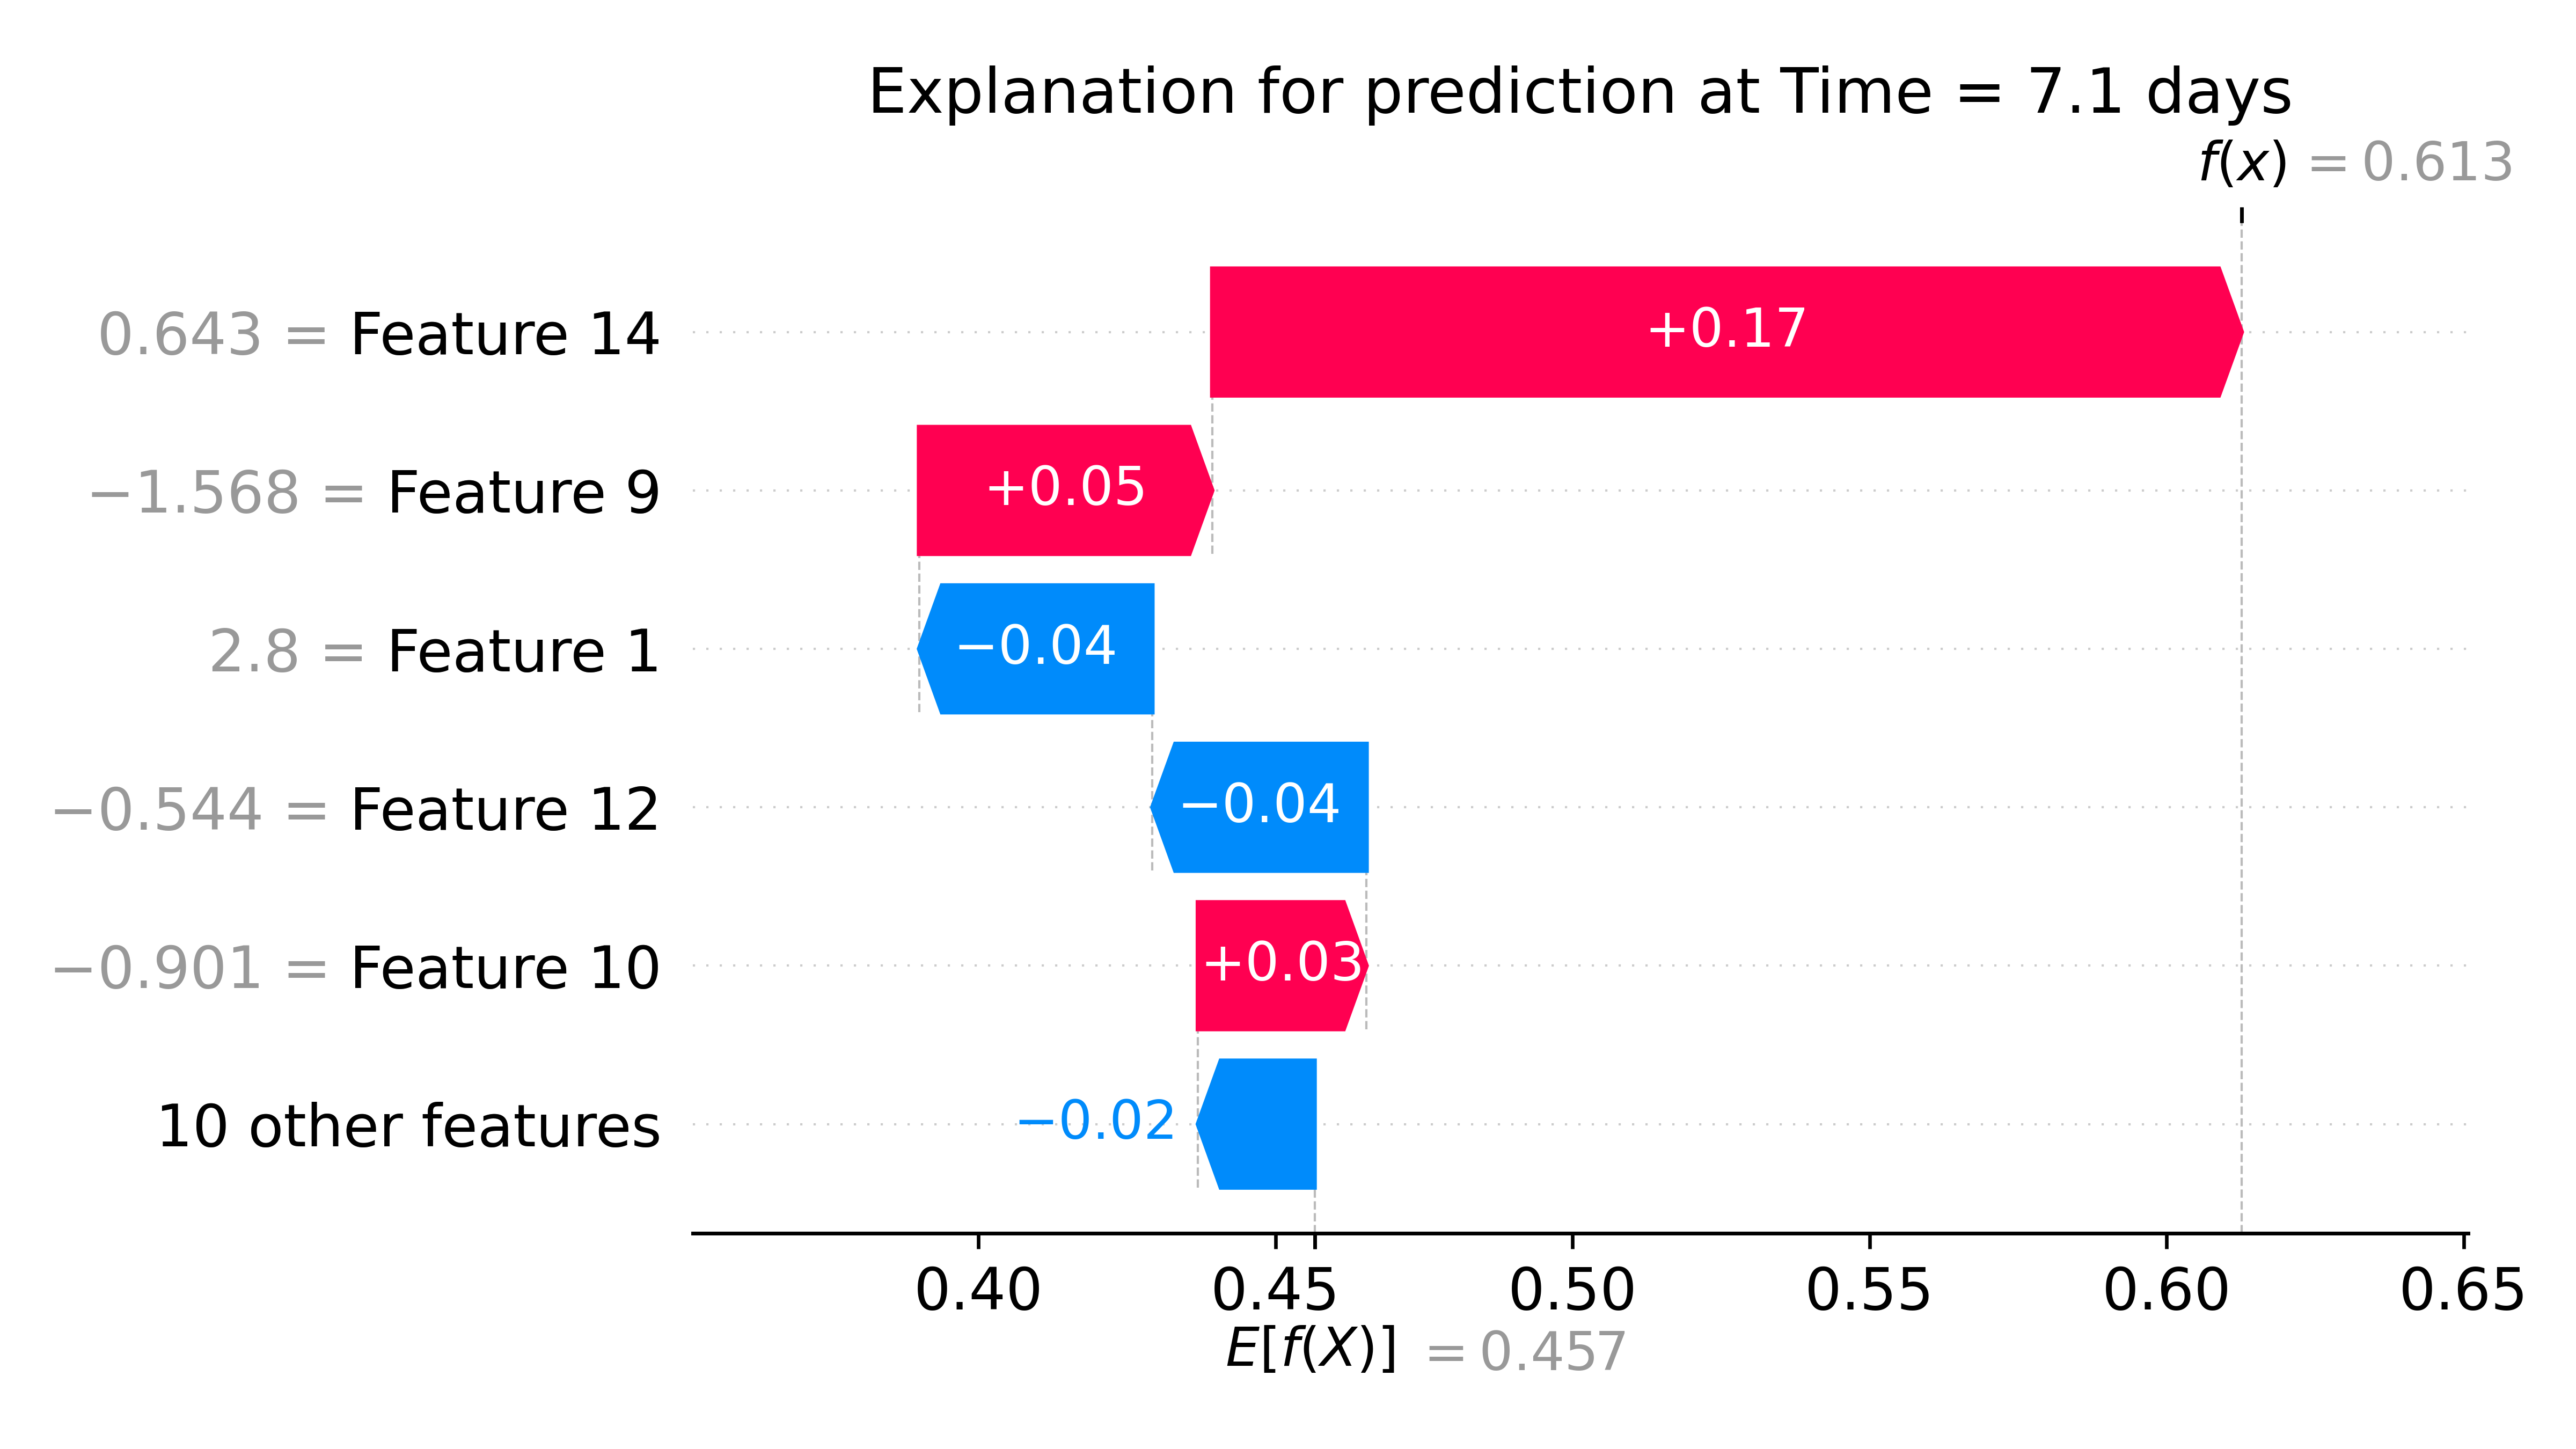 Explanation for prediction at Time = 7.1 days
f(x) = 0.613
0.643 = Feature 14
+0.17
−1.568 = Feature 9
+0.05
2.8 = Feature 1
−0.04
−0.544 = Feature 12
−0.04
−0.901 = Feature 10
+0.03
10 other features
−0.02
0.40 0.45 0.50 0.55 0.60 0.65
E[f(X)] = 0.457